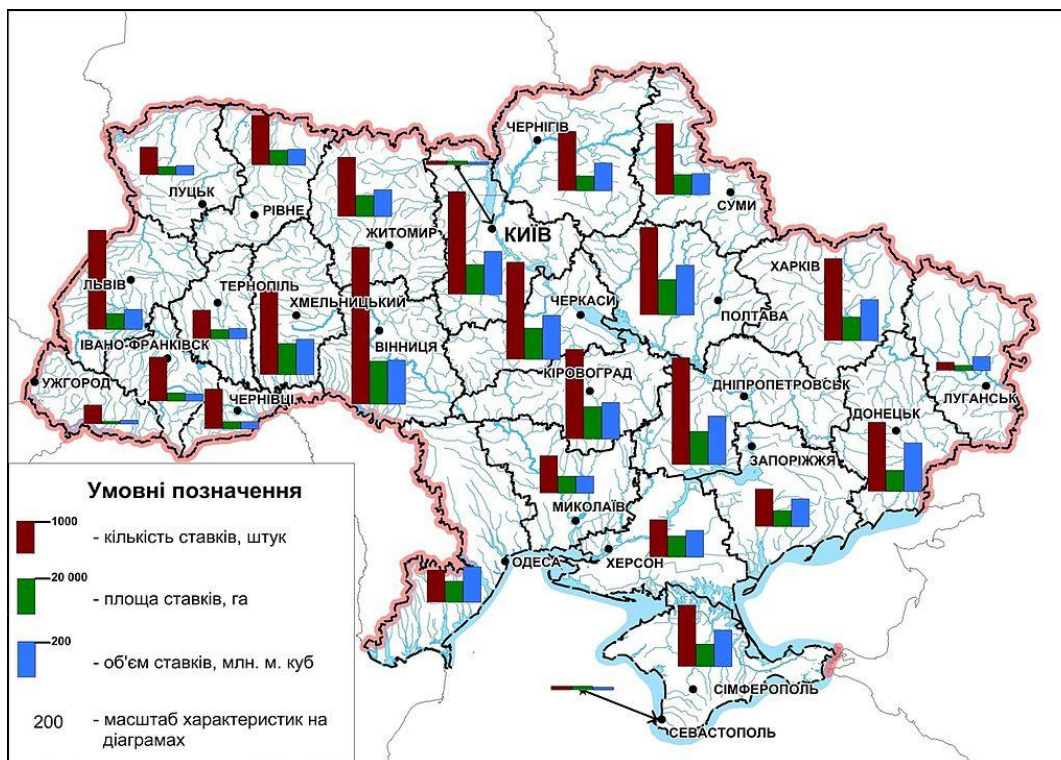 ЧЕРНІГІВ
СУМИ
ЛУЦЬК
РІВНЕ
ЖИТОМИР
КИЇВ
ХАРКІВ
ЛЬВІВ
ТЕРНОПІЛЬ
ХМЕЛЬНИЦЬКИЙ
ЧЕРКАСИ
ПОЛТАВА
ІВАНО-ФРАНКІВСК
ВІННИЦЯ
УЖГОРОД
КІРОВОГРАД
ДНІПРОПЕТРОВСЬК
ЛУГАНСЬК
ЧЕРНІВЦІ
ДОНЕЦЬК
ЗАПОРІЖЖЯ
МИКОЛАЇВ
ОДЕСА
ХЕРСОН
СІМФЕРОПОЛЬ
СЕВАСТОПОЛЬ
Умовні позначення
1000
- кількість ставків, штук
20 000
- площа ставків, га
200
- об'єм ставків, млн. м. куб
200 - масштаб характеристик на
діаграмах